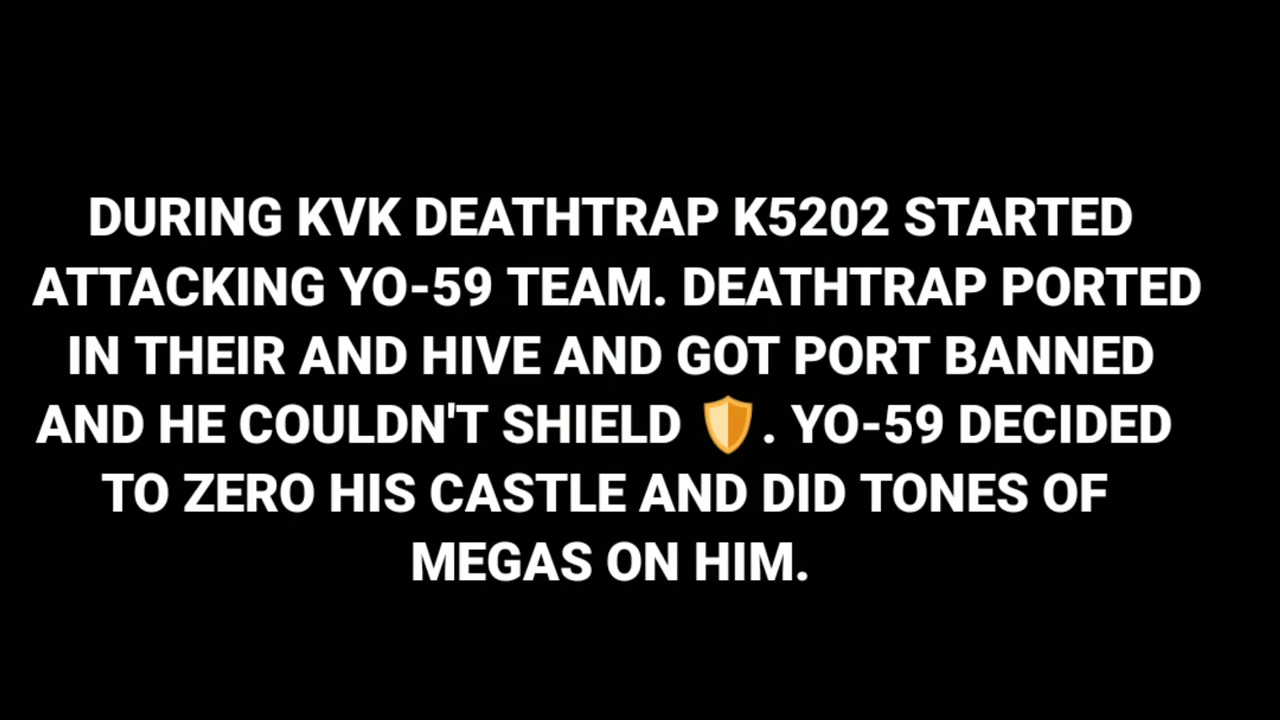 DURING KVK DEATHTRAP K5202 STARTED
ATTACKING YO-59 TEAM. DEATHTRAP PORTED
IN THEIR AND HIVE AND GOT PORT BANNED
AND HE COULDN'T SHIELD 🛡️. YO-59 DECIDED
TO ZERO HIS CASTLE AND DID TONES OF
MEGAS ON HIM.